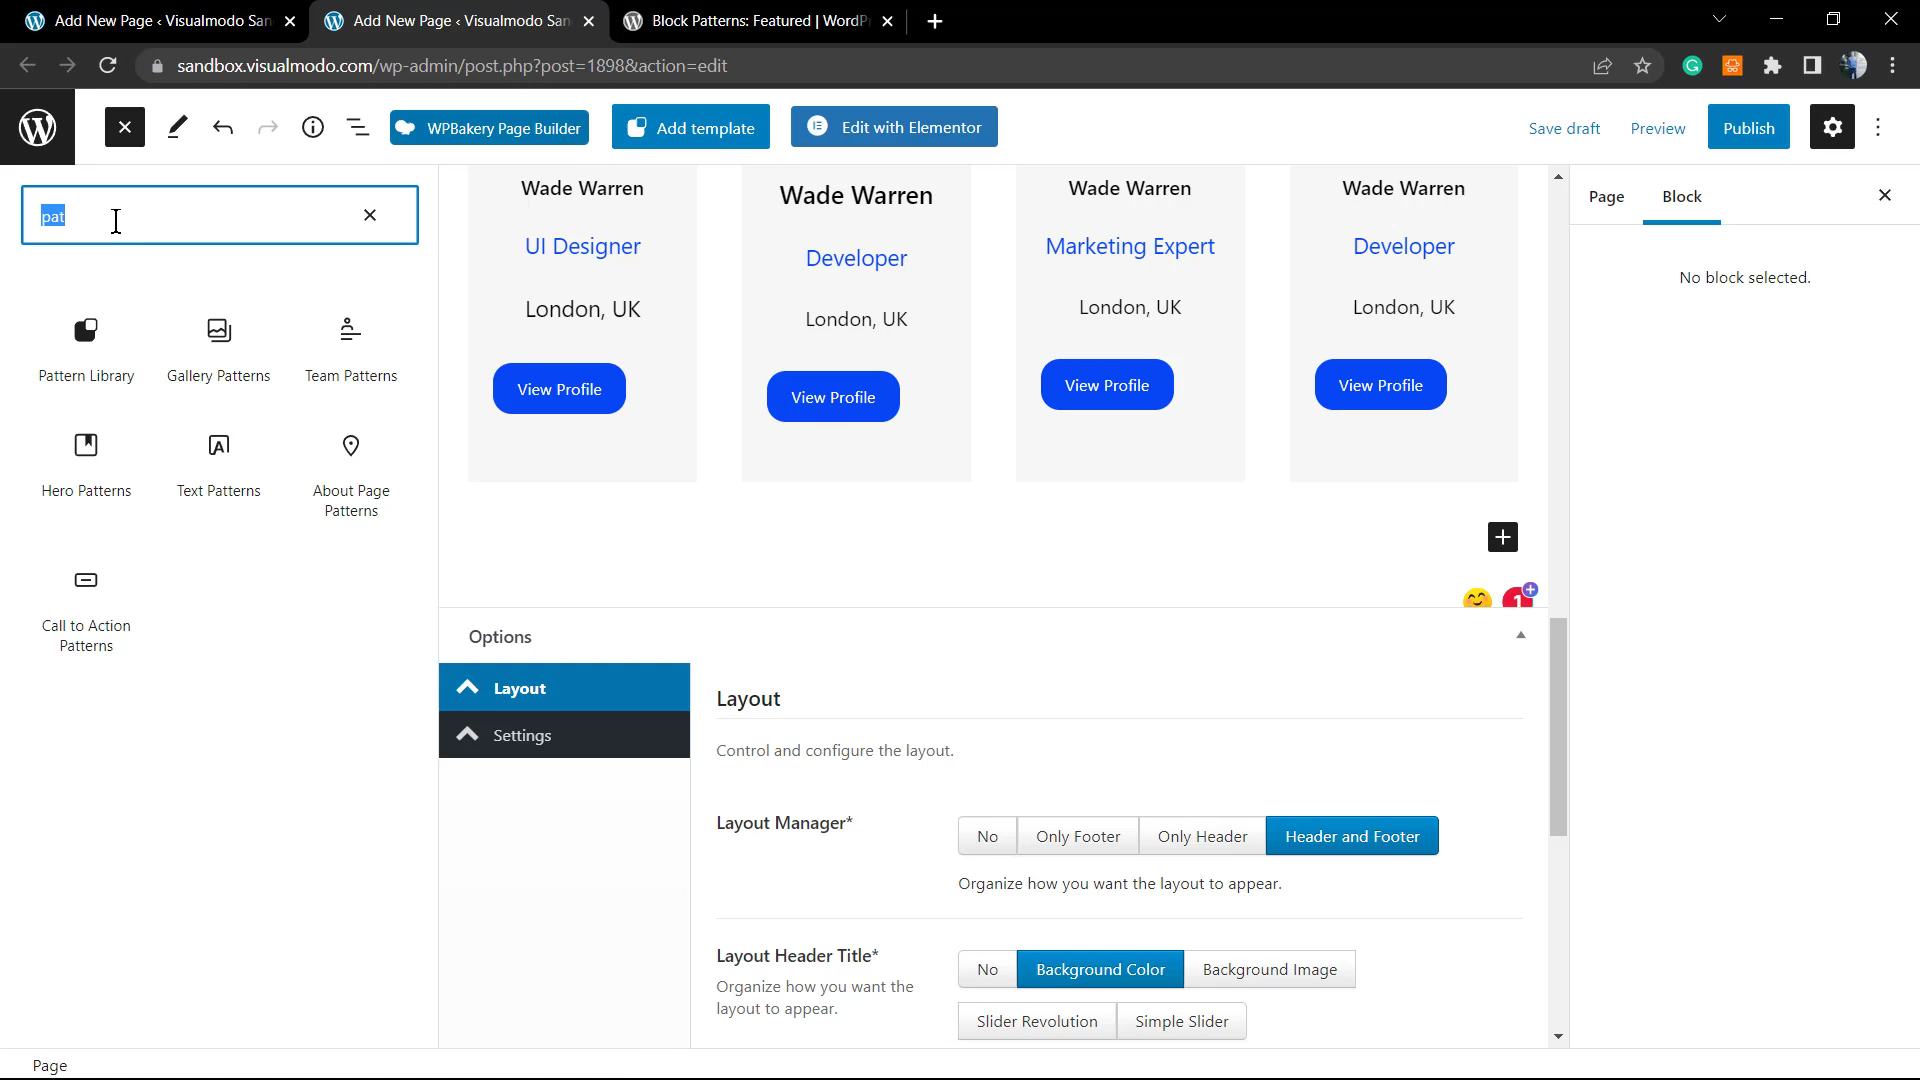 Add New Page ‹ Visualmodo San
Add New Page ‹ Visualmodo San
Block Patterns: Featured | WordP
sandbox.visualmodo.com/wp-admin/post.php?post=1898&action=edit
WPBakery Page Builder
Add template
Edit with Elementor
Save draft
Preview
Publish
pat
Pattern Library
Gallery Patterns
Team Patterns
Hero Patterns
Text Patterns
About Page
Patterns
Call to Action
Patterns
Wade Warren
UI Designer
London, UK
View Profile
Wade Warren
Developer
London, UK
View Profile
Wade Warren
Marketing Expert
London, UK
View Profile
Wade Warren
Developer
London, UK
View Profile
1
Options
Layout
Settings
Layout
Control and configure the layout.
Layout Manager*
No
Only Footer
Only Header
Header and Footer
Organize how you want the layout to appear.
Layout Header Title*
Organize how you want the
layout to appear.
No
Background Color
Background Image
Slider Revolution
Simple Slider
Page
Block
No block selected.
Page